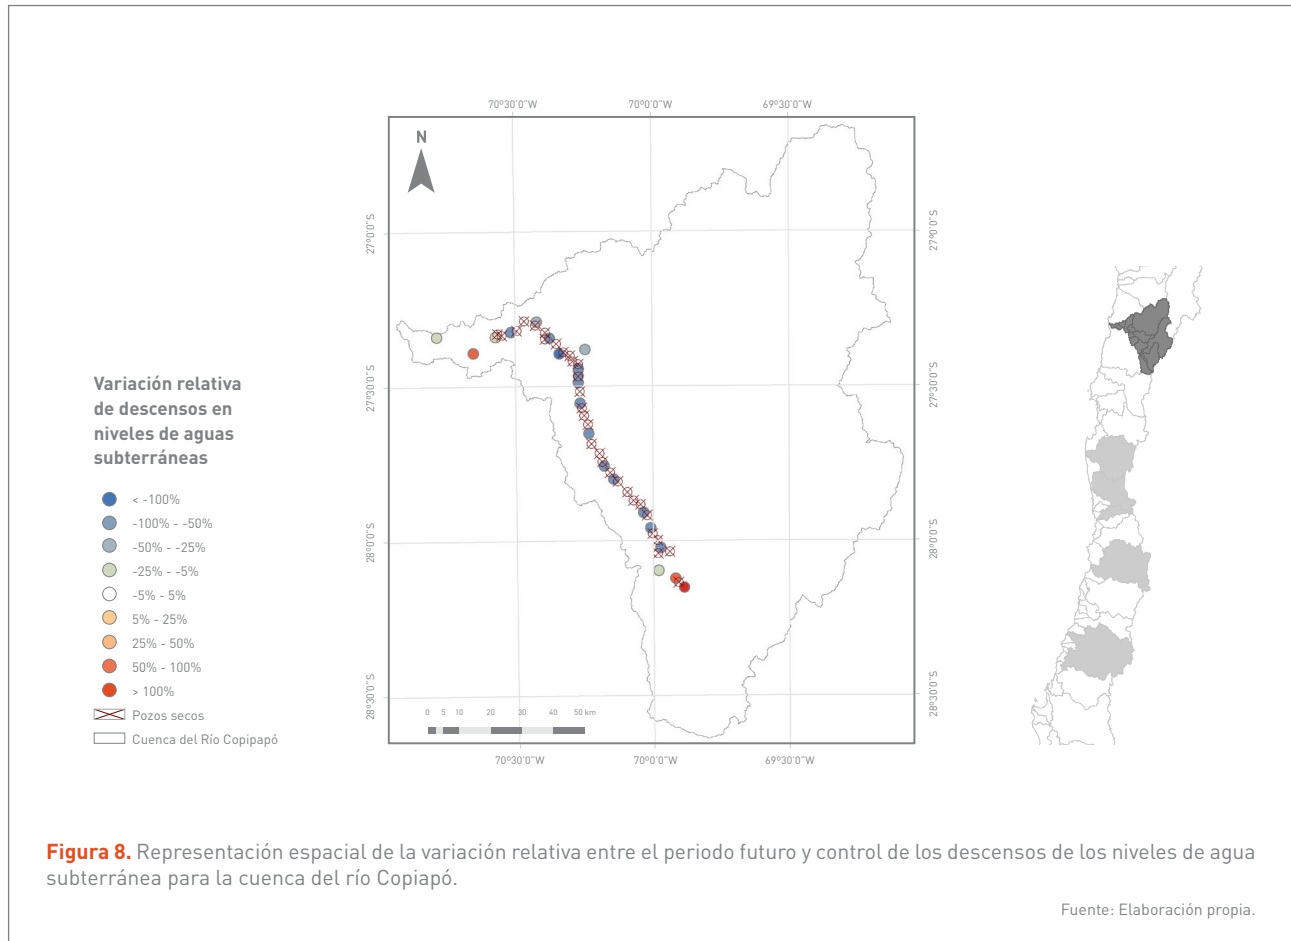 70°30'0"W 70°0'0"W 69°30'0"W
N
27°0'0"S 27°0'0"S
27°30'0"S 27°30'0"S
28°0'0"S 28°0'0"S
28°30'0"S 28°30'0"S
0 5 10 20 30 40 50 km
70°30'0"W 70°0'0"W 69°30'0"W
Variación relativa
de descensos en
niveles de aguas
subterráneas
< -100%
-100% - -50%
-50% - -25%
-25% - -5%
-5% - 5%
5% - 25%
25% - 50%
50% - 100%
> 100%
Pozos secos
Cuenca del Río Copipapó
Figura 8. Representación espacial de la variación relativa entre el periodo futuro y control de los descensos de los niveles de agua
subterránea para la cuenca del río Copiapó.
Fuente: Elaboración propia.